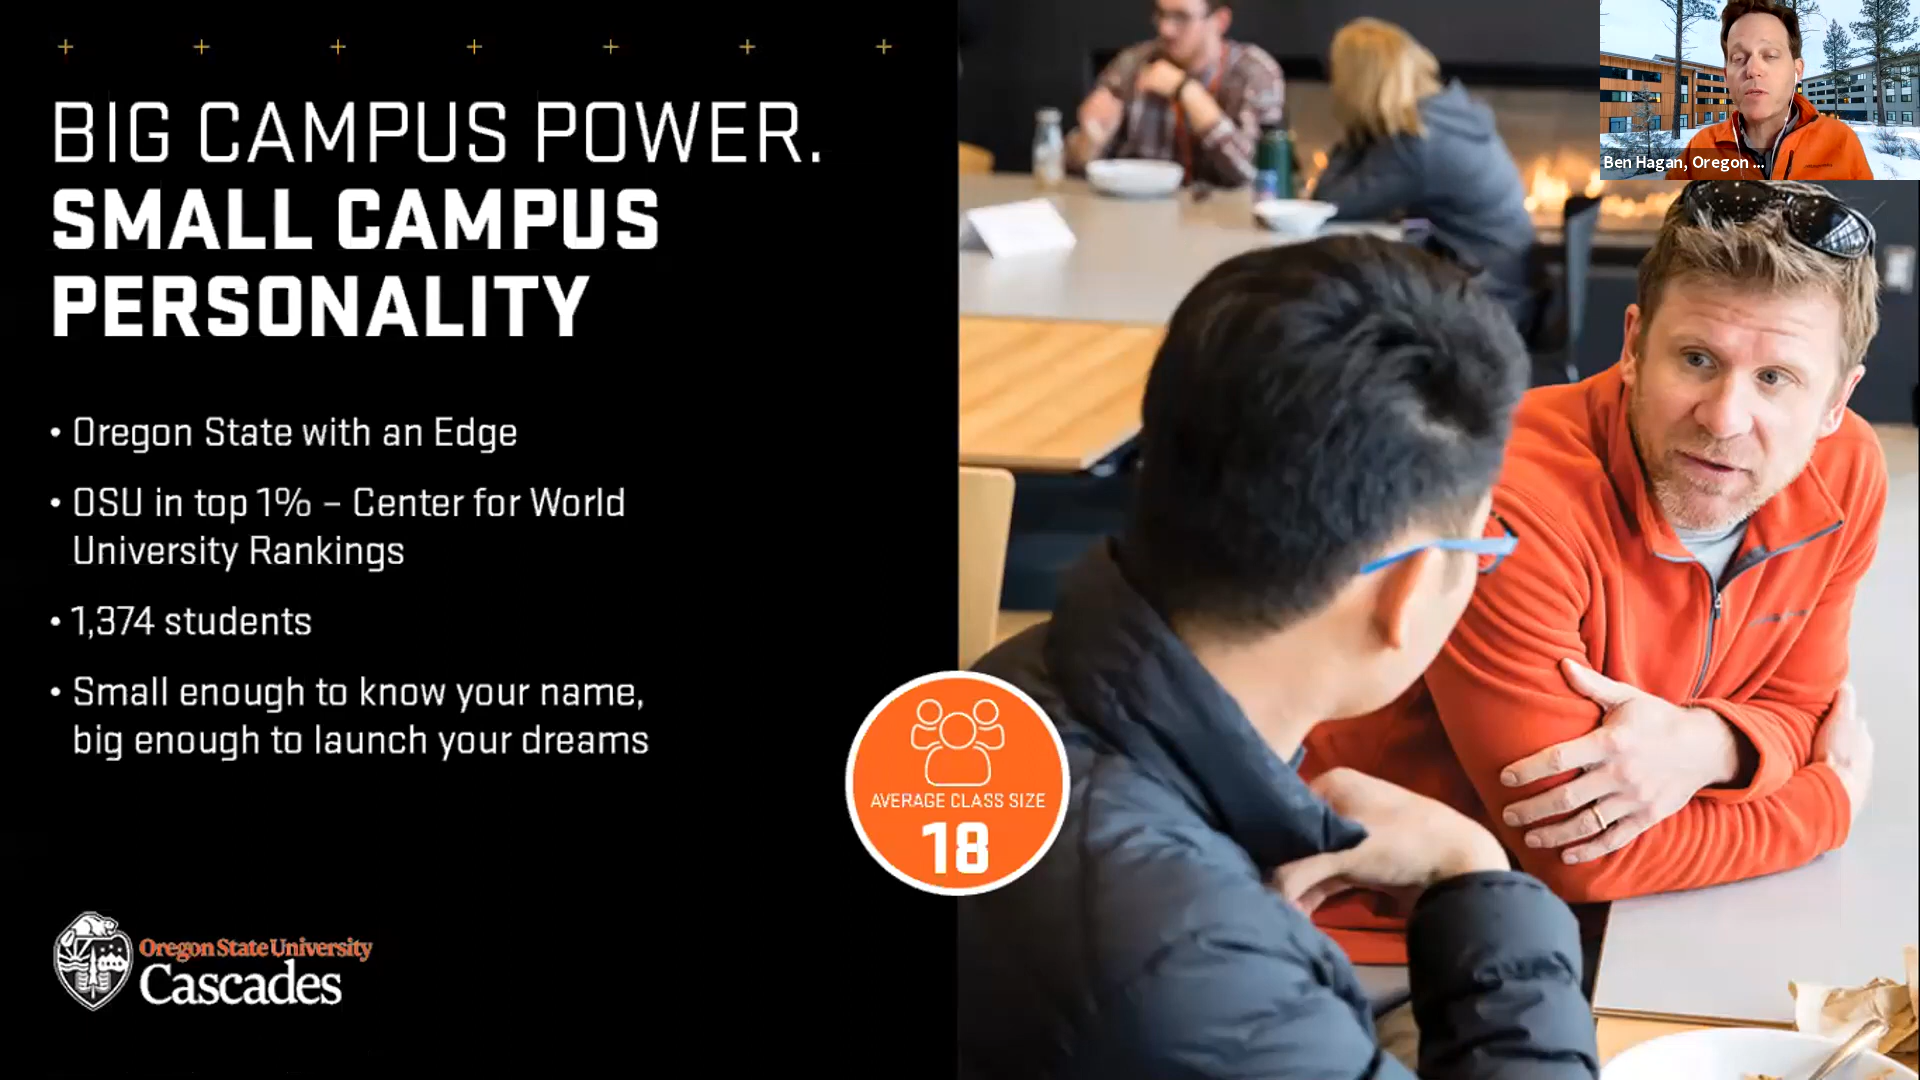 BIG CAMPUS POWER.
SMALL CAMPUS
PERSONALITY
• Oregon State with an Edge
• OSU in top 1% – Center for World
University Rankings
• 1,374 students
• Small enough to know your name,
big enough to launch your dreams
AVERAGE CLASS SIZE
18
Oregon State University
Cascades
Ben Hagan, Oregon ...